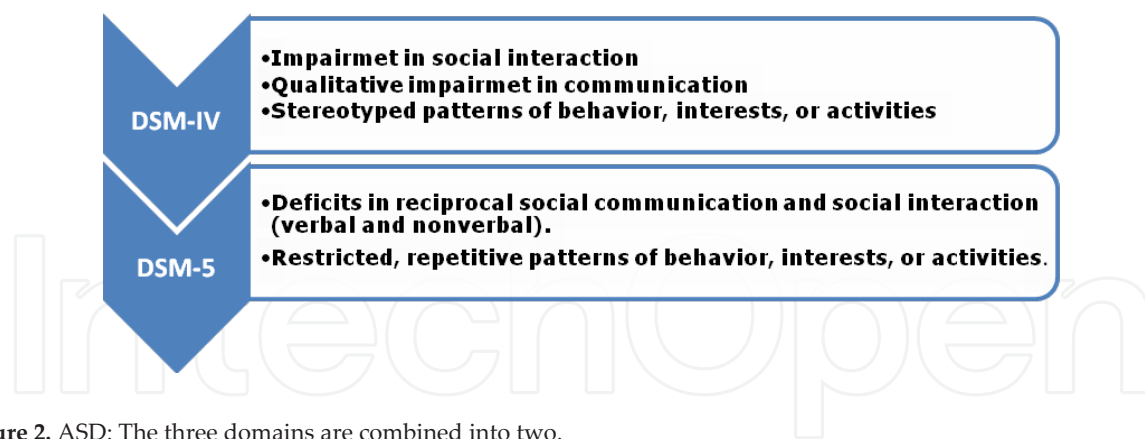 •Impairmet in social interaction
•Qualitative impairmet in communication
•Stereotyped patterns of behavior, interests, or activities
DSM-IV
•Deficits in reciprocal social communication and social interaction
(verbal and nonverbal).
•Restricted, repetitive patterns of behavior, interests, or activities.
DSM-5
IntechOpen
ure 2. ASD: The three domains are combined into two.